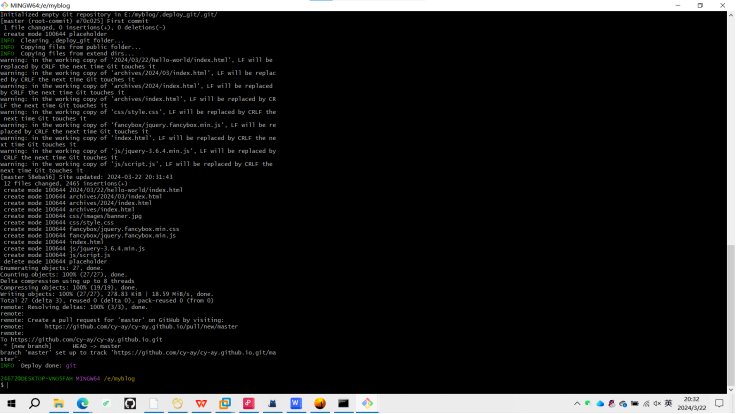 MINGW64:/e/myblog
Initialized empty Git repository in E:/myblog/.deploy_git/.git/
[master (root-commit) a70c025] First commit
1 file changed, 0 insertions(+), 0 deletions(-)
create mode 100644 placeholder
INFO  Clearing .deploy_git folder...
INFO  Copying files from public folder...
INFO  Copying files from extend dirs...
warning: in the working copy of '2024/03/22/hello-world/index.html', LF will be
replaced by CRLF the next time Git touches it
warning: in the working copy of 'archives/2024/03/index.html', LF will be replac
ed by CRLF the next time Git touches it
warning: in the working copy of 'archives/2024/index.html', LF will be replaced
by CRLF the next time Git touches it
warning: in the working copy of 'archives/index.html', LF will be replaced by CR
LF the next time Git touches it
warning: in the working copy of 'css/style.css', LF will be replaced by CRLF the
next time Git touches it
warning: in the working copy of 'fancybox/jquery.fancybox.min.js', LF will be re
placed by CRLF the next time Git touches it
warning: in the working copy of 'index.html', LF will be replaced by CRLF the ne
xt time Git touches it
warning: in the working copy of 'js/jquery-3.6.4.min.js', LF will be replaced by
CRLF the next time Git touches it
warning: in the working copy of 'js/script.js', LF will be replaced by CRLF the
next time Git touches it
[master 58eba56] Site updated: 2024-03-22 20:31:43
12 files changed, 2465 insertions(+)
create mode 100644 2024/03/22/hello-world/index.html
create mode 100644 archives/2024/03/index.html
create mode 100644 archives/2024/index.html
create mode 100644 archives/index.html
create mode 100644 css/images/banner.jpg
create mode 100644 css/style.css
create mode 100644 fancybox/jquery.fancybox.min.css
create mode 100644 fancybox/jquery.fancybox.min.js
create mode 100644 index.html
create mode 100644 js/jquery-3.6.4.min.js
create mode 100644 js/script.js
delete mode 100644 placeholder
Enumerating objects: 27, done.
Counting objects: 100% (27/27), done.
Delta compression using up to 8 threads
Compressing objects: 100% (19/19), done.
Writing objects: 100% (27/27), 278.83 KiB | 18.59 MiB/s, done.
Total 27 (delta 3), reused 0 (delta 0), pack-reused 0 (from 0)
remote: Resolving deltas: 100% (3/3), done.
remote:
remote: Create a pull request for 'master' on GitHub by visiting:
remote:      https://github.com/cy-ay/cy-ay.github.io/pull/new/master
remote:
To https://github.com/cy-ay/cy-ay.github.io.git
* [new branch]      HEAD -> master
branch 'master' set up to track 'https://github.com/cy-ay/cy-ay.github.io.git/ma
ster'.
INFO  Deploy done: git
MINGW64 /e/myblog
$
英
20:32
2024/3/22